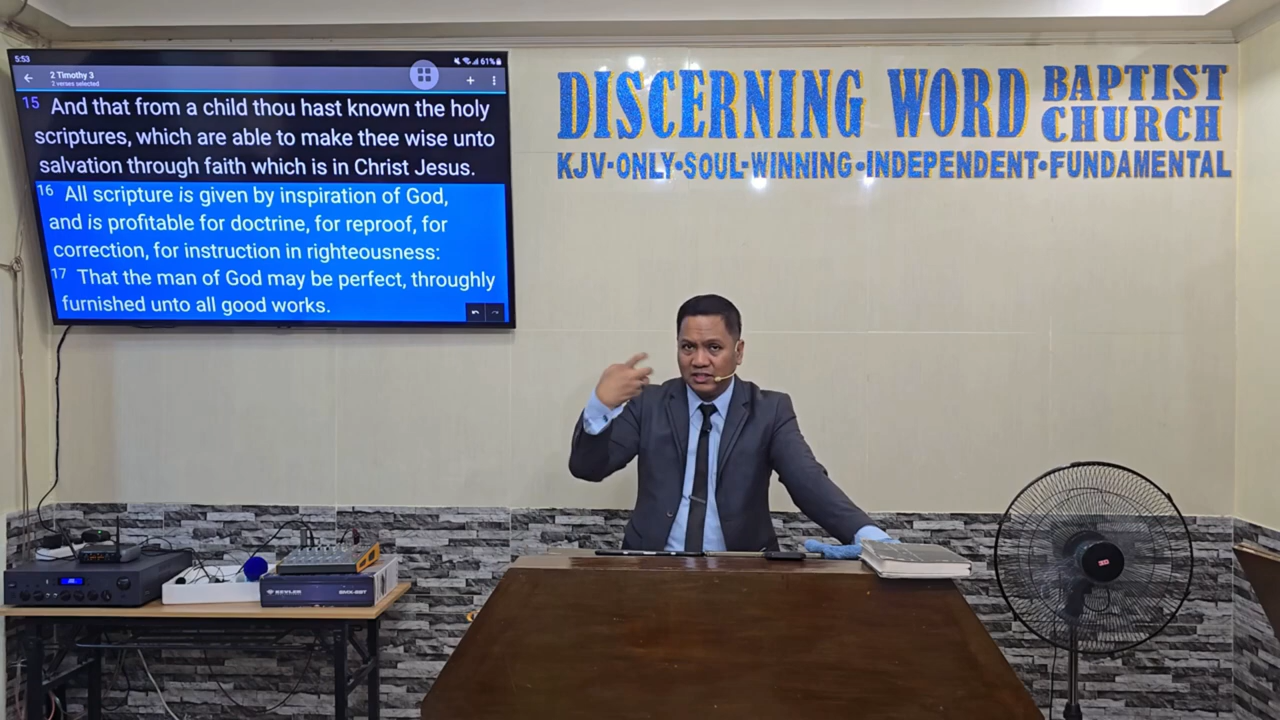 5:53 61%
2 Timothy 3
2 verses selected
15 And that from a child thou hast known the holy
scriptures, which are able to make thee wise unto
salvation through faith which is in Christ Jesus.
16 All scripture is given by inspiration of God,
and is profitable for doctrine, for reproof, for
correction, for instruction in righteousness:
17 That the man of God may be perfect, throughly
furnished unto all good works.
DISCERNING WORD BAPTIST
CHURCH
KJV-ONLY•SOUL-WINNING•INDEPENDENT•FUNDAMENTAL
KEVLER